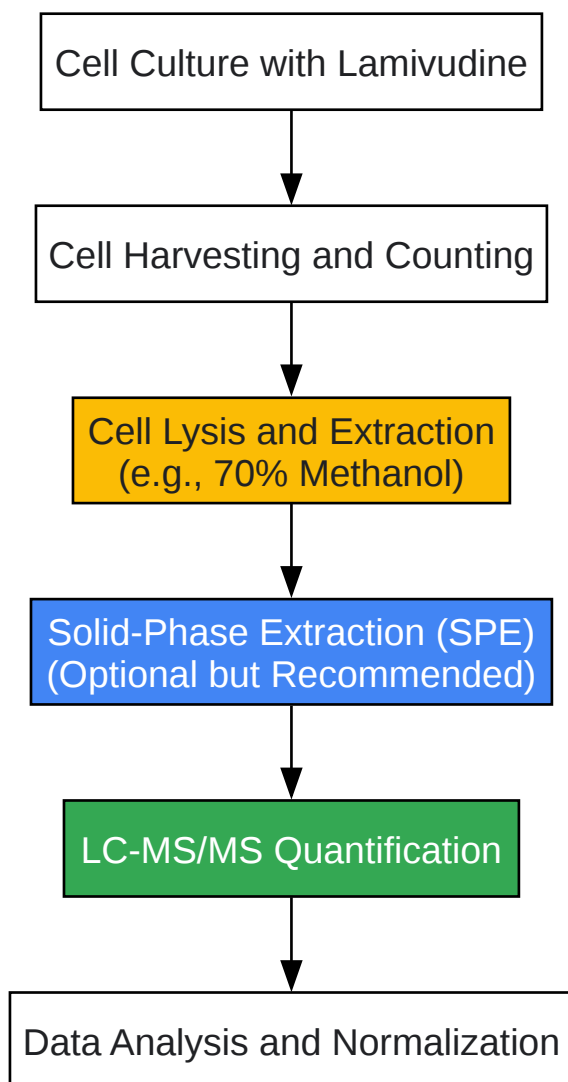 Cell Culture with Lamivudine
Cell Harvesting and Counting
Cell Lysis and Extraction
(e.g., 70% Methanol)
Solid-Phase Extraction (SPE)
(Optional but Recommended)
LC-MS/MS Quantification
Data Analysis and Normalization